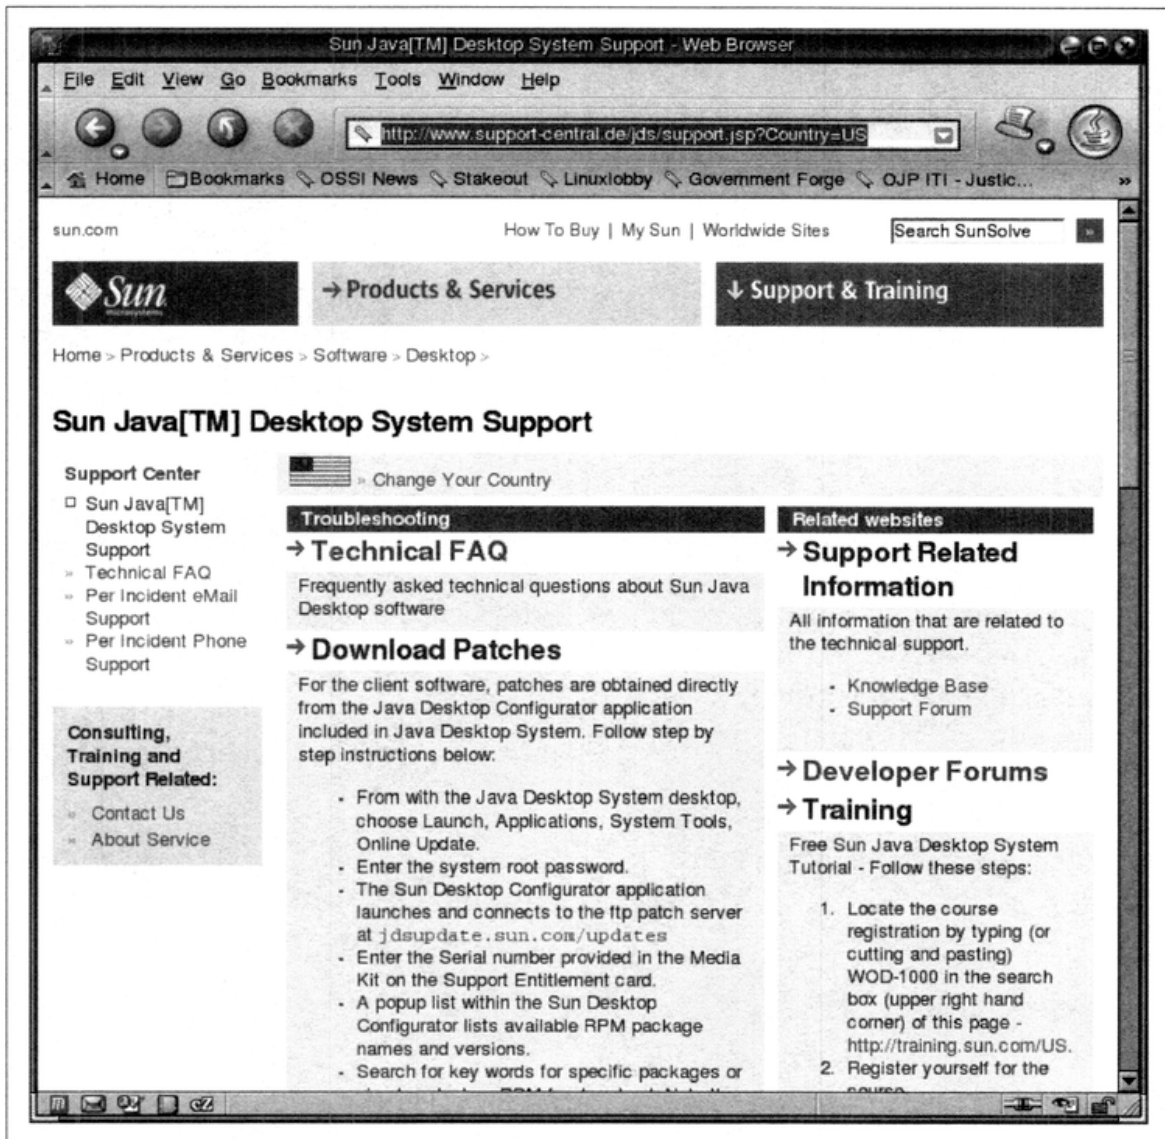 Sun Java[TM] Desktop System Support - Web Browser
File Edit View Go Bookmarks Tools Window Help
http://www.support-central.de/jds/support.jsp?Country=US
Home Bookmarks OSSI News Stakeout Linuxlobby Government Forge OJP ITI - Justic... »
sun.com
How To Buy | My Sun | Worldwide Sites
Search SunSolve »
Sun
microsystems
→ Products & Services
↓ Support & Training
Home > Products & Services > Software > Desktop >
Sun Java[TM] Desktop System Support
Support Center
Sun Java[TM]
Desktop System
Support
» Technical FAQ
» Per Incident eMail
Support
» Per Incident Phone
Support
Consulting,
Training and
Support Related:
» Contact Us
» About Service
» Change Your Country
Troubleshooting
→ Technical FAQ
Frequently asked technical questions about Sun Java
Desktop software
→ Download Patches
For the client software, patches are obtained directly
from the Java Desktop Configurator application
included in Java Desktop System. Follow step by
step instructions below:
- From with the Java Desktop System desktop,
choose Launch, Applications, System Tools,
Online Update.
- Enter the system root password.
- The Sun Desktop Configurator application
launches and connects to the ftp patch server
at jdsupdate.sun.com/updates
- Enter the Serial number provided in the Media
Kit on the Support Entitlement card.
- A popup list within the Sun Desktop
Configurator lists available RPM package
names and versions.
- Search for key words for specific packages or
Related websites
→ Support Related
Information
All information that are related to
the technical support.
- Knowledge Base
- Support Forum
→ Developer Forums
→ Training
Free Sun Java Desktop System
Tutorial - Follow these steps:
1. Locate the course
registration by typing (or
cutting and pasting)
WOD-1000 in the search
box (upper right hand
corner) of this page -
http://training.sun.com/US.
2. Register yourself for the
course